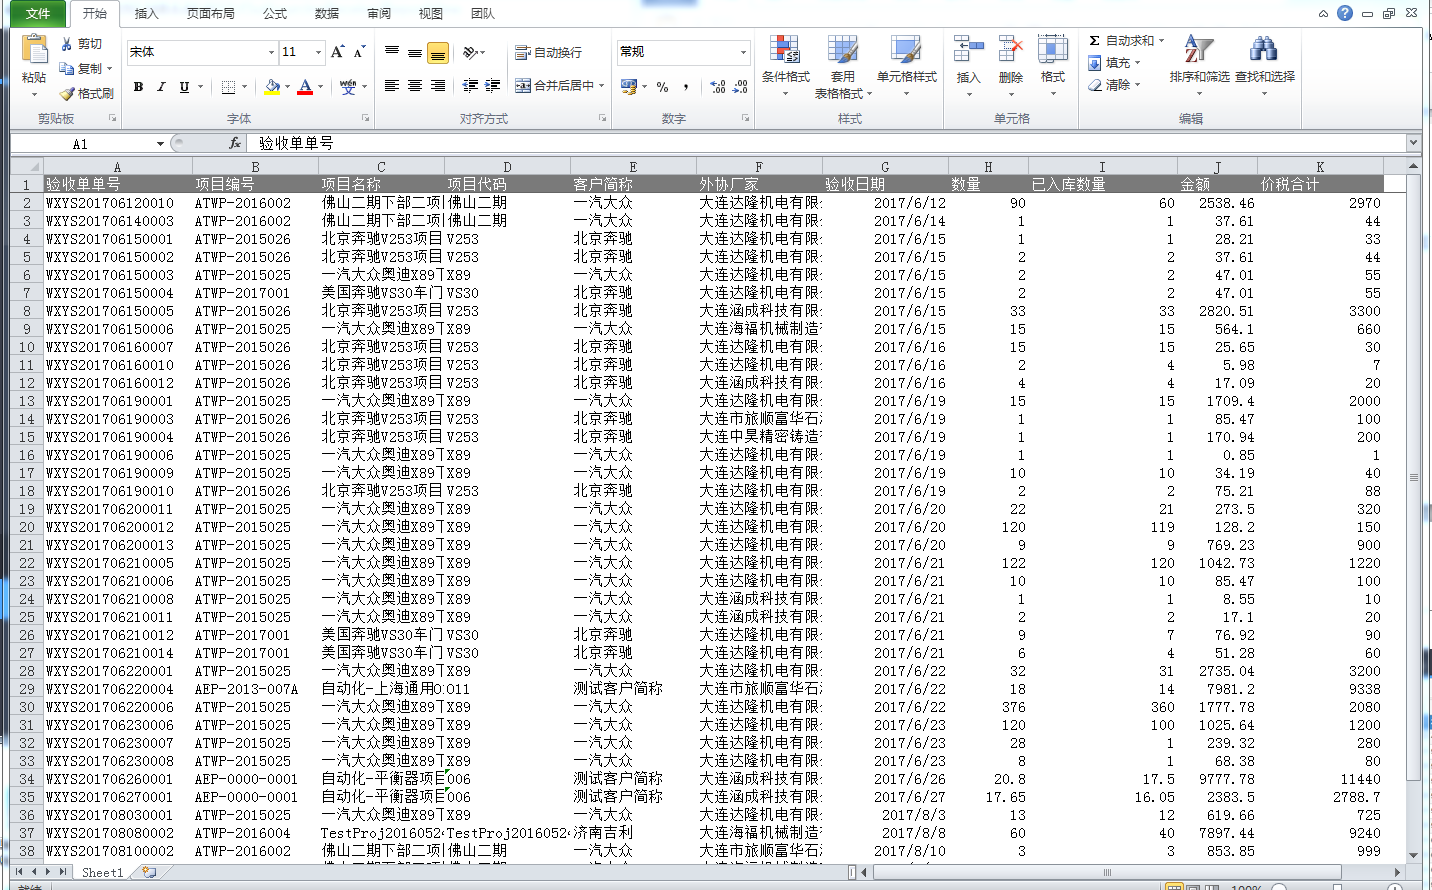 文件 开始 插入 页面布局 公式 数据 审阅 视图 团队
粘贴 剪切 复制 格式刷 宋体 11 自动换行 合并后居中 常规 条件格式 套用表格格式 单元格样式 插入 删除 格式 自动求和 填充 清除 排序和筛选 查找和选择
剪贴板 字体 对齐方式 数字 样式 单元格 编辑
A1 fx 验收单单号
A B C D E F G H I J K
1 验收单单号 项目编号 项目名称 项目代码 客户简称 外协厂家 验收日期 数量 已入库数量 金额 价税合计
2 WXYS201706120010 ATWP-2016002 佛山二期下部二项 佛山二期 一汽大众 大连达隆机电有限 2017/6/12 90 60 2538.46 2970
3 WXYS201706140003 ATWP-2016002 佛山二期下部二项 佛山二期 一汽大众 大连达隆机电有限 2017/6/14 1 1 37.61 44
4 WXYS201706150001 ATWP-2015026 北京奔驰V253项目 V253 北京奔驰 大连达隆机电有限 2017/6/15 1 1 28.21 33
5 WXYS201706150002 ATWP-2015026 北京奔驰V253项目 V253 北京奔驰 大连达隆机电有限 2017/6/15 2 2 37.61 44
6 WXYS201706150003 ATWP-2015025 一汽大众奥迪X89 X89 一汽大众 大连达隆机电有限 2017/6/15 2 2 47.01 55
7 WXYS201706150004 ATWP-2017001 美国奔驰VS30车门 VS30 北京奔驰 大连达隆机电有限 2017/6/15 2 2 47.01 55
8 WXYS201706150005 ATWP-2015026 北京奔驰V253项目 V253 北京奔驰 大连涵成科技有限 2017/6/15 33 33 2820.51 3300
9 WXYS201706150006 ATWP-2015025 一汽大众奥迪X89 X89 一汽大众 大连海福机械制造 2017/6/15 15 15 564.1 660
10 WXYS201706160007 ATWP-2015026 北京奔驰V253项目 V253 北京奔驰 大连达隆机电有限 2017/6/16 15 15 25.65 30
11 WXYS201706160010 ATWP-2015026 北京奔驰V253项目 V253 北京奔驰 大连达隆机电有限 2017/6/16 2 4 5.98 7
12 WXYS201706160012 ATWP-2015026 北京奔驰V253项目 V253 北京奔驰 大连涵成科技有限 2017/6/16 4 4 17.09 20
13 WXYS201706190001 ATWP-2015025 一汽大众奥迪X89 X89 一汽大众 大连达隆机电有限 2017/6/19 15 15 1709.4 2000
14 WXYS201706190003 ATWP-2015026 北京奔驰V253项目 V253 北京奔驰 大连市旅顺富华石 2017/6/19 1 1 85.47 100
15 WXYS201706190004 ATWP-2015026 北京奔驰V253项目 V253 北京奔驰 大连中昊精密铸造 2017/6/19 1 1 170.94 200
16 WXYS201706190006 ATWP-2015025 一汽大众奥迪X89 X89 一汽大众 大连达隆机电有限 2017/6/19 1 1 0.85 1
17 WXYS201706190009 ATWP-2015025 一汽大众奥迪X89 X89 一汽大众 大连达隆机电有限 2017/6/19 10 10 34.19 40
18 WXYS201706190010 ATWP-2015026 北京奔驰V253项目 V253 北京奔驰 大连达隆机电有限 2017/6/19 2 2 75.21 88
19 WXYS201706200011 ATWP-2015025 一汽大众奥迪X89 X89 一汽大众 大连达隆机电有限 2017/6/20 22 21 273.5 320
20 WXYS201706200012 ATWP-2015025 一汽大众奥迪X89 X89 一汽大众 大连达隆机电有限 2017/6/20 120 119 128.2 150
21 WXYS201706200013 ATWP-2015025 一汽大众奥迪X89 X89 一汽大众 大连达隆机电有限 2017/6/20 9 9 769.23 900
22 WXYS201706210005 ATWP-2015025 一汽大众奥迪X89 X89 一汽大众 大连达隆机电有限 2017/6/21 122 120 1042.73 1220
23 WXYS201706210006 ATWP-2015025 一汽大众奥迪X89 X89 一汽大众 大连涵成科技有限 2017/6/21 10 10 85.47 100
24 WXYS201706210008 ATWP-2015025 一汽大众奥迪X89 X89 一汽大众 大连涵成科技有限 2017/6/21 1 1 8.55 10
25 WXYS201706210011 ATWP-2015025 一汽大众奥迪X89 X89 一汽大众 大连涵成科技有限 2017/6/21 2 2 17.1 20
26 WXYS201706210012 ATWP-2017001 美国奔驰VS30车门 VS30 北京奔驰 大连达隆机电有限 2017/6/21 9 7 76.92 90
27 WXYS201706210014 ATWP-2017001 美国奔驰VS30车门 VS30 北京奔驰 大连达隆机电有限 2017/6/21 6 4 51.28 60
28 WXYS201706220001 ATWP-2015025 一汽大众奥迪X89 X89 一汽大众 大连达隆机电有限 2017/6/22 32 31 2735.04 3200
29 WXYS201706220004 AEP-2013-007A 自动化-上海通用0 011 测试客户简称 大连市旅顺富华石 2017/6/22 18 14 7981.2 9338
30 WXYS201706220006 ATWP-2015025 一汽大众奥迪X89 X89 一汽大众 大连达隆机电有限 2017/6/22 376 360 1777.78 2080
31 WXYS201706230006 ATWP-2015025 一汽大众奥迪X89 X89 一汽大众 大连达隆机电有限 2017/6/23 120 100 1025.64 1200
32 WXYS201706230007 ATWP-2015025 一汽大众奥迪X89 X89 一汽大众 大连达隆机电有限 2017/6/23 28 1 239.32 280
33 WXYS201706230008 ATWP-2015025 一汽大众奥迪X89 X89 一汽大众 大连达隆机电有限 2017/6/23 8 1 68.38 80
34 WXYS201706260001 AEP-0000-0001 自动化-平衡器项目 006 测试客户简称 大连涵成科技有限 2017/6/26 20.8 17.5 9777.78 11440
35 WXYS201706270001 AEP-0000-0001 自动化-平衡器项目 006 测试客户简称 大连涵成科技有限 2017/6/27 17.65 16.05 2383.5 2788.7
36 WXYS201708030001 ATWP-2015025 一汽大众奥迪X89 X89 一汽大众 大连达隆机电有限 2017/8/3 13 12 619.66 725
37 WXYS201708080002 ATWP-2016004 TestProj2016052 TestProj2016052 济南吉利 大连海福机械制造 2017/8/8 60 40 7897.44 9240
38 WXYS201708100002 ATWP-2016002 佛山二期下部二项 佛山二期 一汽大众 大连市旅顺富华石 2017/8/10 3 3 853.85 999
Sheet1